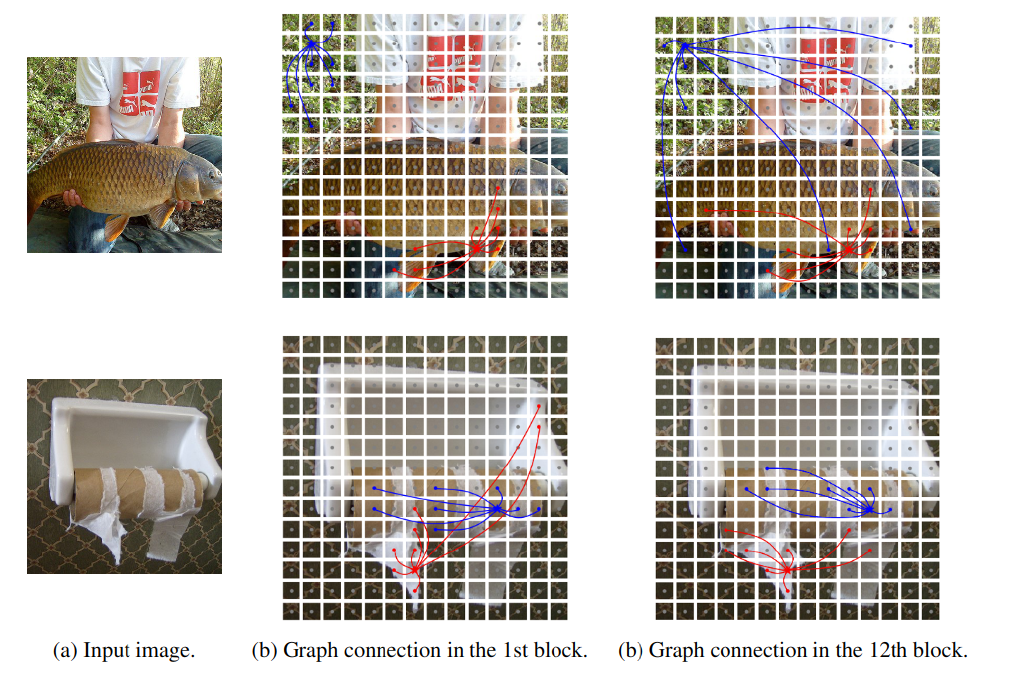 (a) Input image.
(b) Graph connection in the 1st block.
(b) Graph connection in the 12th block.